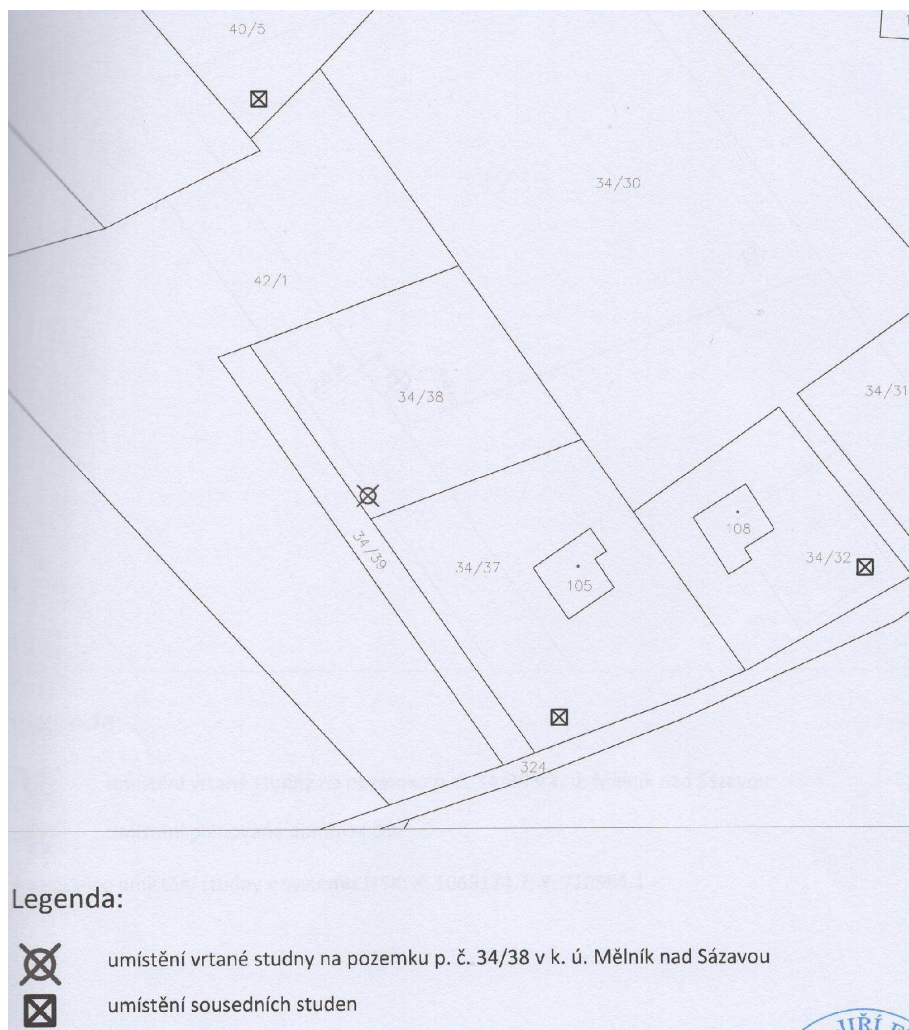 40/5
34/30
42/1
34/38
34/31
108
34/39
34/37
34/32
105
324
Legenda:
umístění vrtané studny na pozemku p. č. 34/38 v k. ú. Mělník nad Sázavou
umístění sousedních studen
JIŘÍ